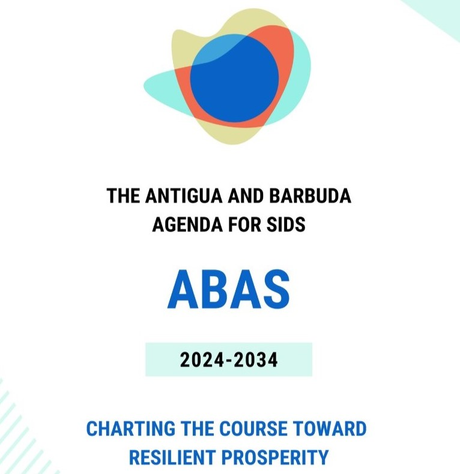 THE ANTIGUA AND BARBUDA
AGENDA FOR SIDS
ABAS
2024-2034
CHARTING THE COURSE TOWARD
RESILIENT PROSPERITY